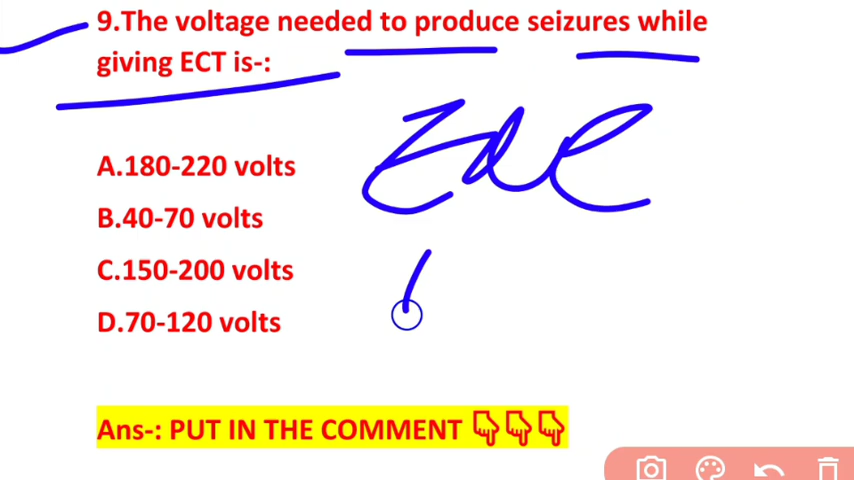 9.The voltage needed to produce seizures while
giving ECT is-:
A.180-220 volts
B.40-70 volts
C.150-200 volts
D.70-120 volts
Ans-: PUT IN THE COMMENT 👇👇👇